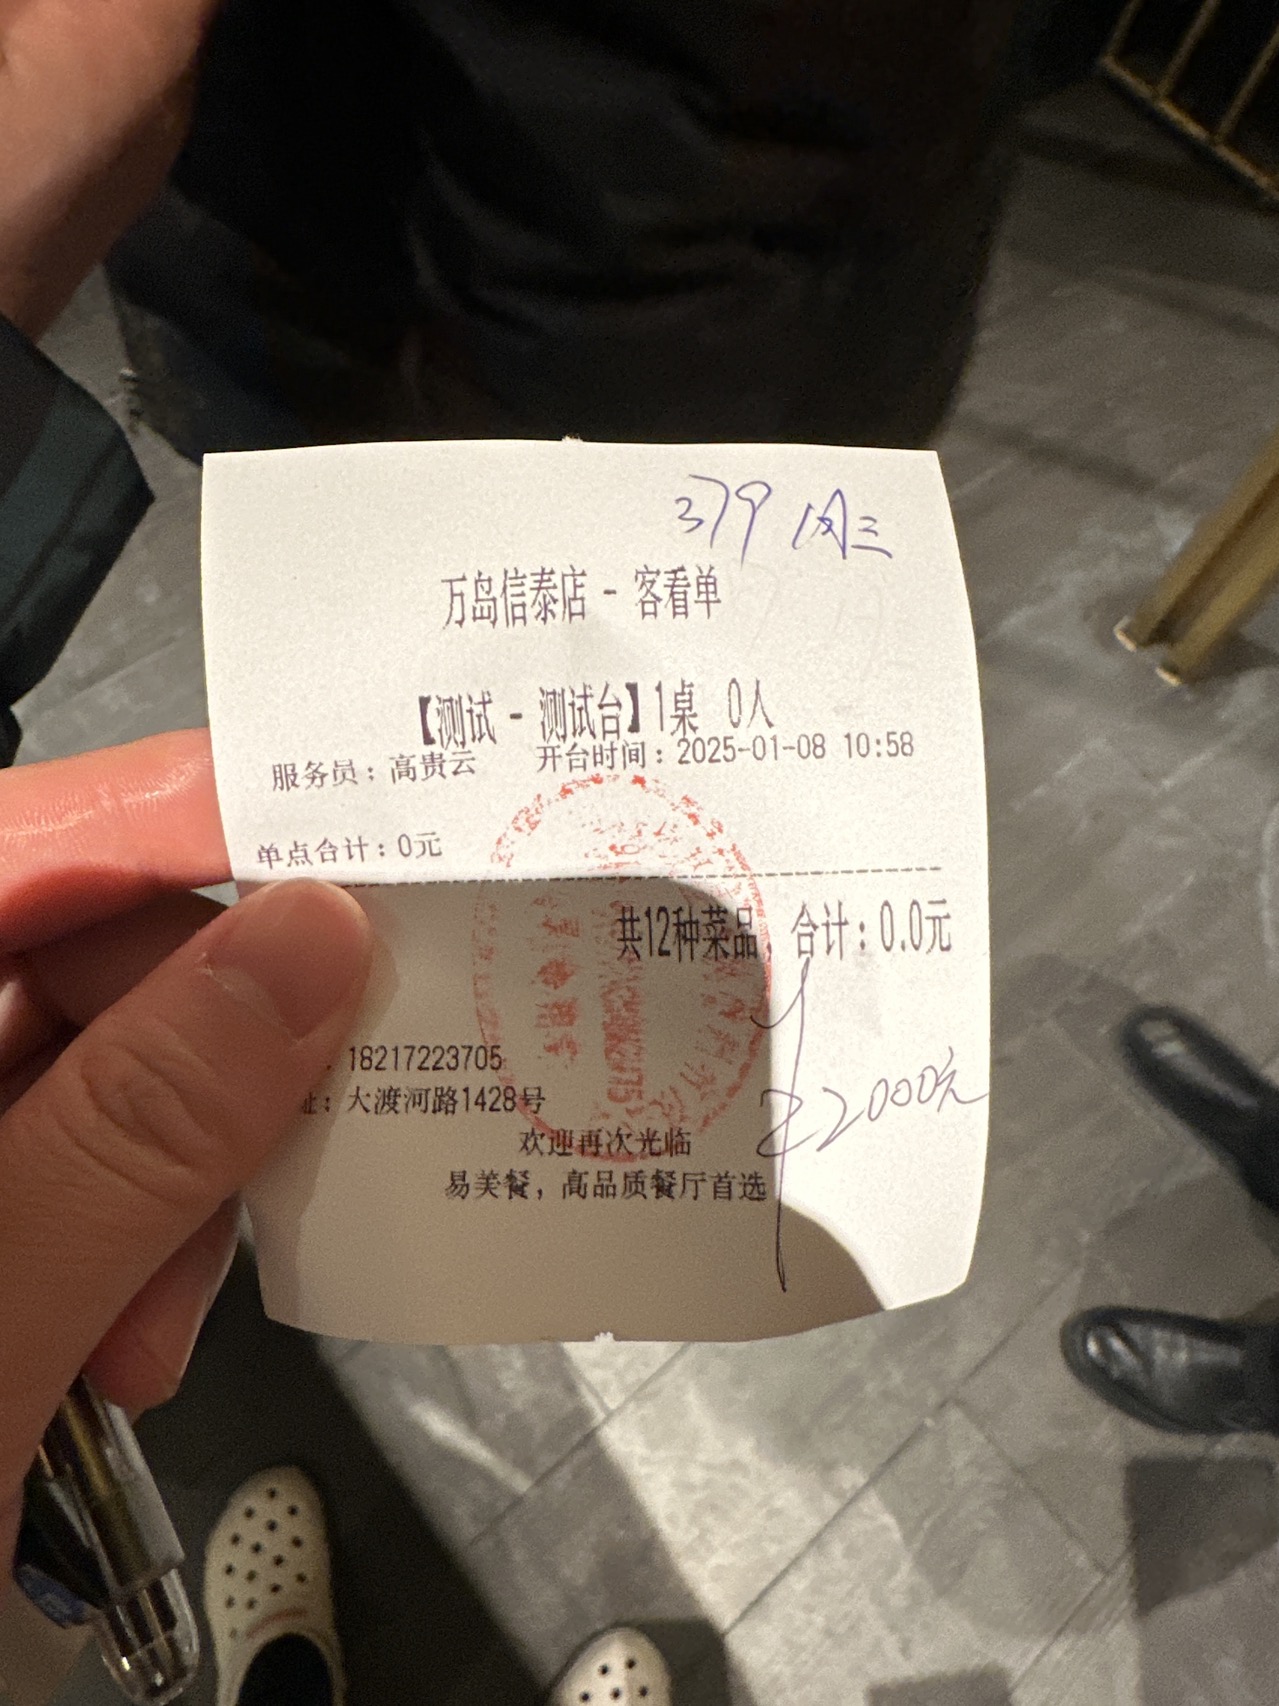 379 周三
万岛信泰店 - 客看单
【测试 - 测试台】1桌 0人
服务员：高贵云 开台时间：2025-01-08 10:58
单点合计：0元
共12种菜品，合计：0.0元
18217223705
址：大渡河路1428号
2000元
欢迎再次光临
易美餐，高品质餐厅首选